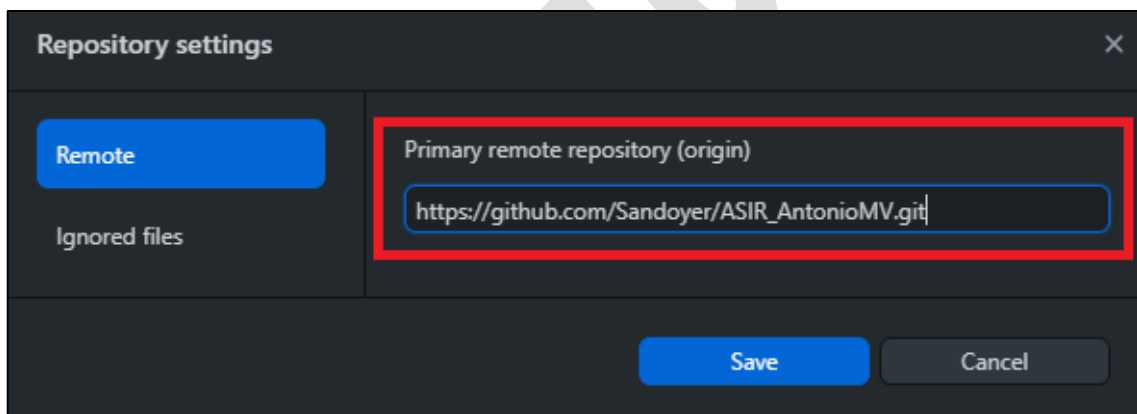 Repository settings
Remote
Ignored files
Primary remote repository (origin)
https://github.com/Sandoyer/ASIR_AntonioMV.git
Save
Cancel